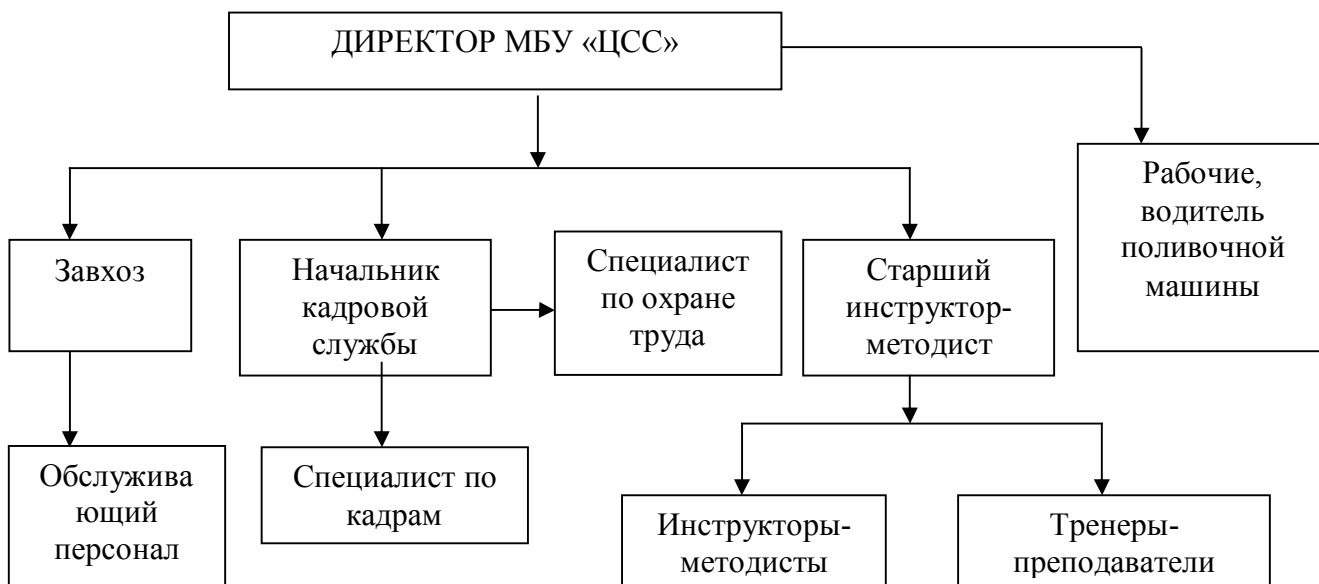 ДИРЕКТОР МБУ «ЦСС»
Рабочие,
водитель
поливочной
машины
Завхоз
Начальник
кадровой
службы
Специалист
по охране
труда
Старший
инструктор-
методист
Обслужива
ющий
персонал
Специалист по
кадрам
Инструкторы-
методисты
Тренеры-
преподаватели